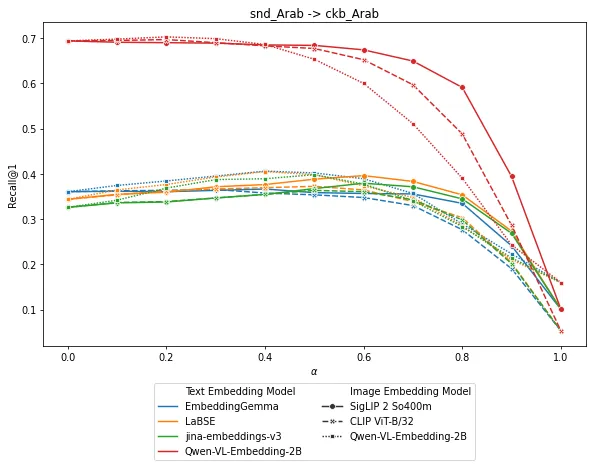 snd_Arab -> ckb_Arab
Recall@1
0.7
0.6
0.5
0.4
0.3
0.2
0.1
0.0 0.2 0.4 0.6 0.8 1.0
α
Text Embedding Model Image Embedding Model
EmbeddingGemma SigLIP 2 So400m
LaBSE CLIP ViT-B/32
jina-embeddings-v3 Qwen-VL-Embedding-2B
Qwen-VL-Embedding-2B